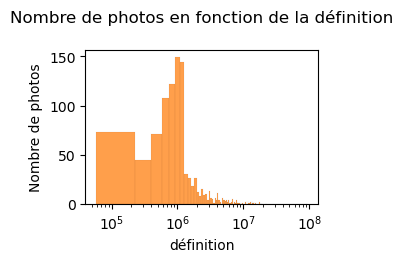 Nombre de photos en fonction de la définition
Nombre de photos
150
100
50
0
10⁵
10⁶
10⁷
10⁸
définition